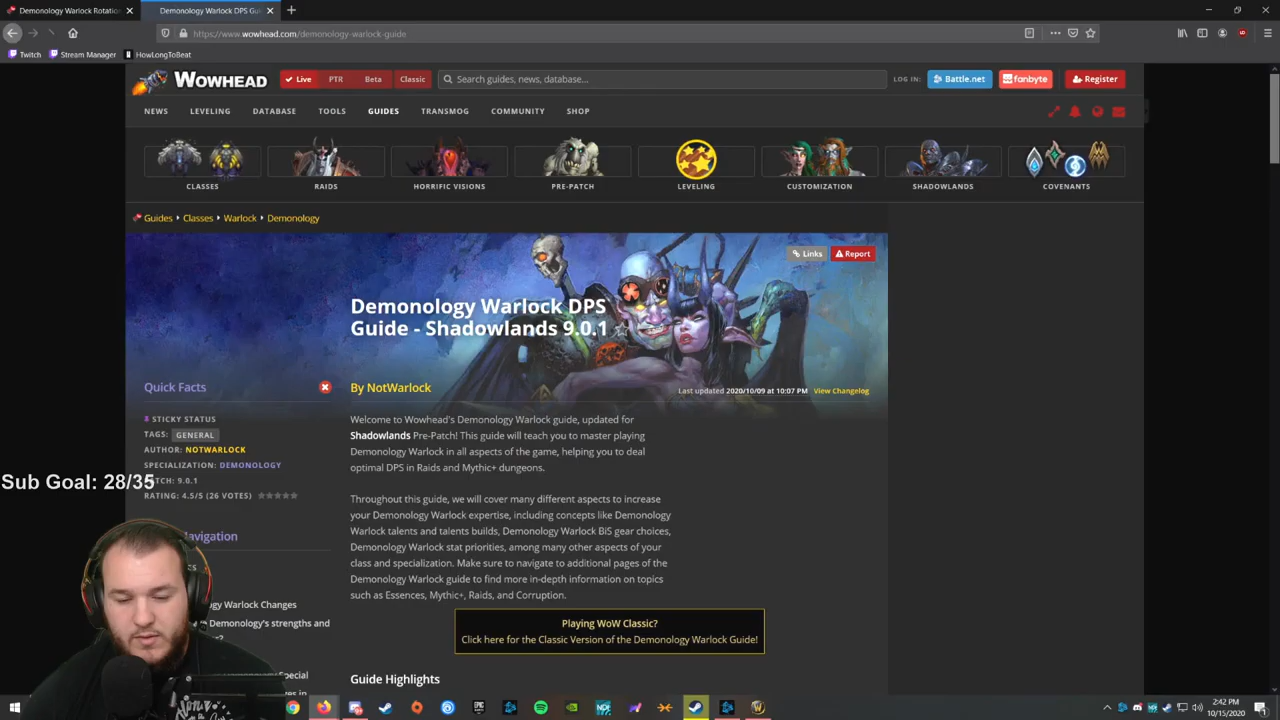 Demonology Warlock Rotatio
Demonology Warlock DPS Gui
https://www.wowhead.com/demonology-warlock-guide
Twitch
Stream Manager
HowLongToBeat
WOWHEAD
Live
PTR
Beta
Classic
Search guides, news, database...
LOG IN:
Battle.net
fanbyte
Register
NEWS
LEVELING
DATABASE
TOOLS
GUIDES
TRANSMOG
COMMUNITY
SHOP
CLASSES
RAIDS
HORRIFIC VISIONS
PRE-PATCH
LEVELING
CUSTOMIZATION
SHADOWLANDS
COVENANTS
Guides
Classes
Warlock
Demonology
Links
Report
Demonology Warlock DPS
Guide - Shadowlands 9.0.1
Quick Facts
By NotWarlock
Last updated 2020/10/09 at 10:07 PM
View Changelog
STICKY STATUS
TAGS: GENERAL
AUTHOR: NOTWARLOCK
SPECIALIZATION: DEMONOLOGY
TCH: 9.0.1
RATING: 4.5/5 (26 VOTES)
Sub Goal: 28/35
Welcome to Wowhead's Demonology Warlock guide, updated for
Shadowlands Pre-Patch! This guide will teach you to master playing
Demonology Warlock in all aspects of the game, helping you to deal
optimal DPS in Raids and Mythic+ dungeons.
Throughout this guide, we will cover many different aspects to increase
your Demonology Warlock expertise, including concepts like Demonology
Warlock talents and talents builds, Demonology Warlock BiS gear choices,
Demonology Warlock stat priorities, among many other aspects of your
class and specialization. Make sure to navigate to additional pages of the
Demonology Warlock guide to find more in-depth information on topics
such as Essences, Mythic+, Raids, and Corruption.
avigation
gy Warlock Changes
Demonology's strengths and
Special
Playing WoW Classic?
Click here for the Classic Version of the Demonology Warlock Guide!
Guide Highlights
EPIC
2:42 PM
10/15/2020